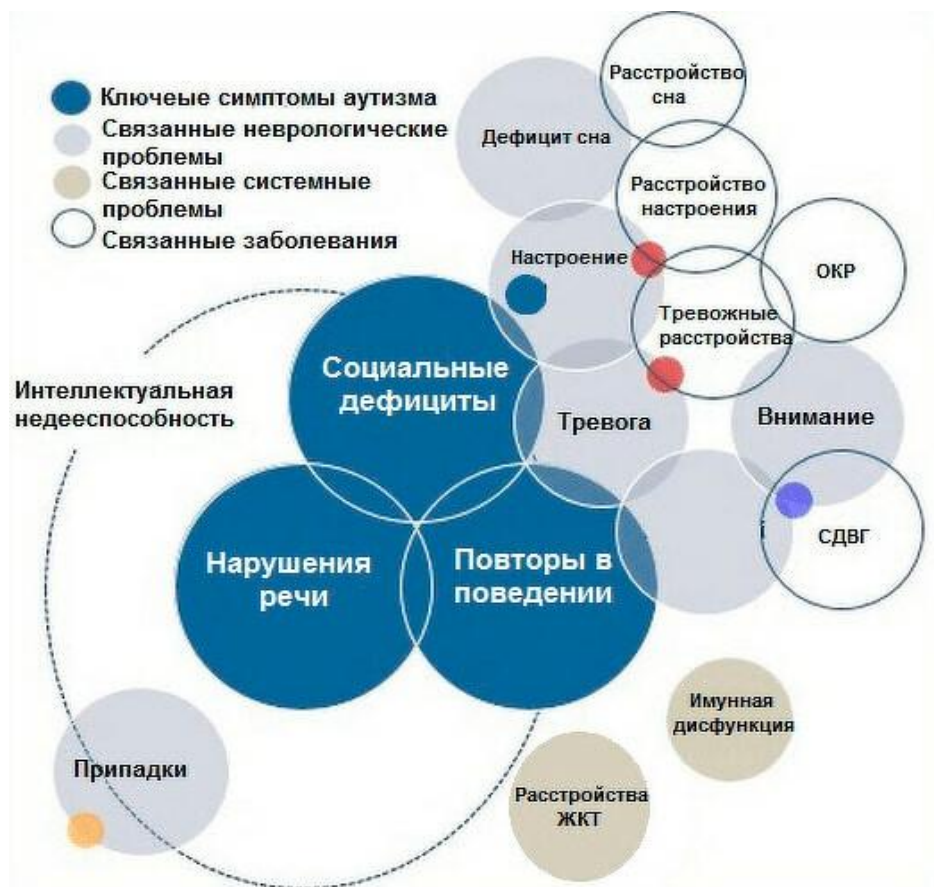 Ключеые симптомы аутизма
Связанные неврологические
проблемы
Связанные системные
проблемы
Связанные заболевания
Расстройство
сна
Дефицит сна
Расстройство
настроения
Настроение
ОКР
Тревожные
расстройства
Социальные
дефициты
Интеллектуальная
недееспособность
Тревога
Внимание
СДВГ
Нарушения
речи
Повторы в
поведении
Имунная
дисфункция
Припадки
Расстройства
ЖКТ